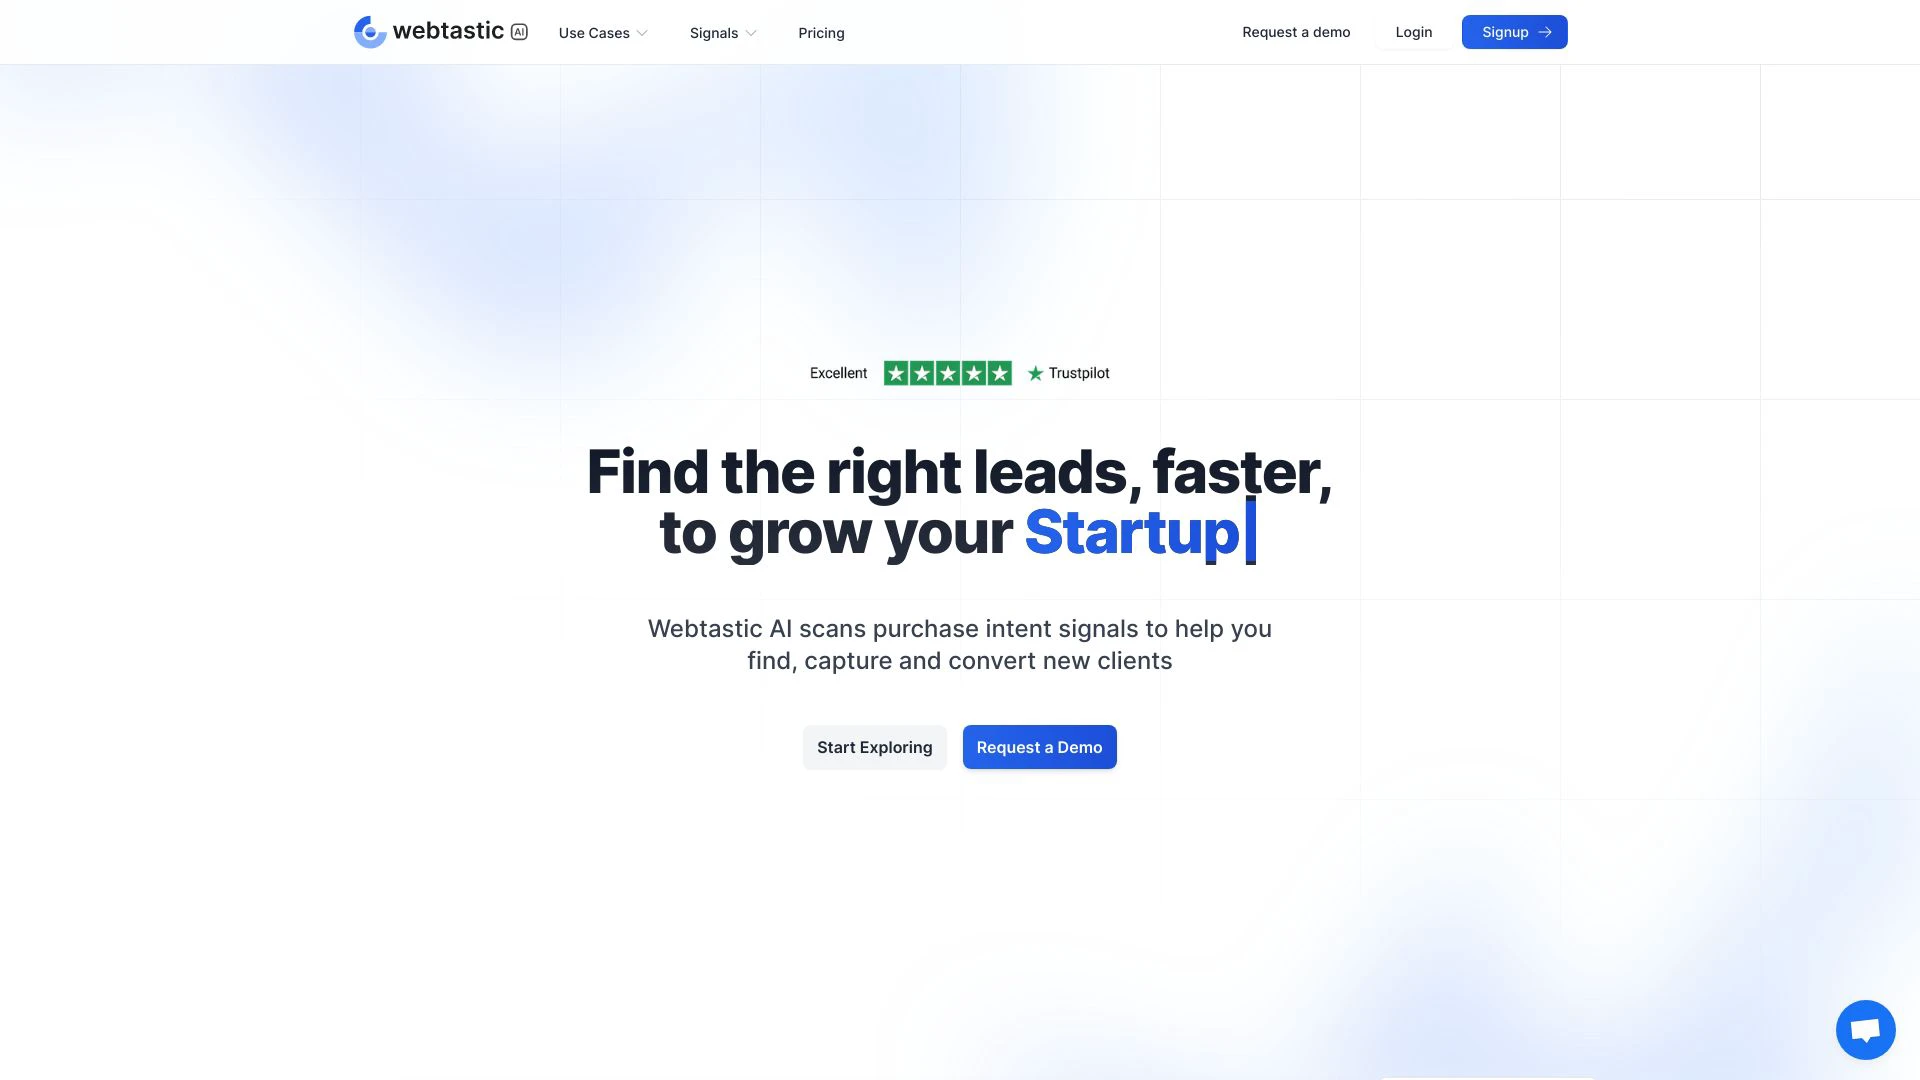 webtastic AI
Use Cases
Signals
Pricing
Request a demo
Login
Signup
Excellent
Trustpilot
Find the right leads, faster,
to grow your Startup|
Webtastic AI scans purchase intent signals to help you
find, capture and convert new clients
Start Exploring
Request a Demo